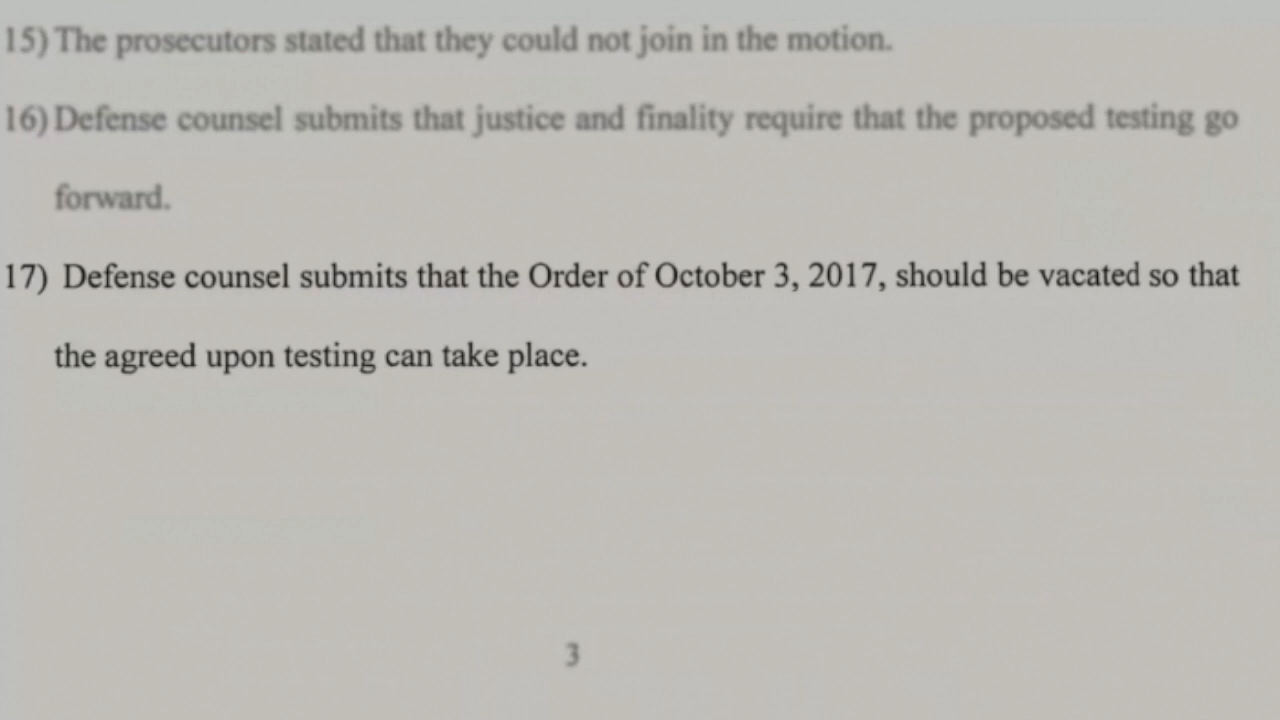 15) The prosecutors stated that they could not join in the motion.
16) Defense counsel submits that justice and finality require that the proposed testing go
forward.
17) Defense counsel submits that the Order of October 3, 2017, should be vacated so that
the agreed upon testing can take place.
3